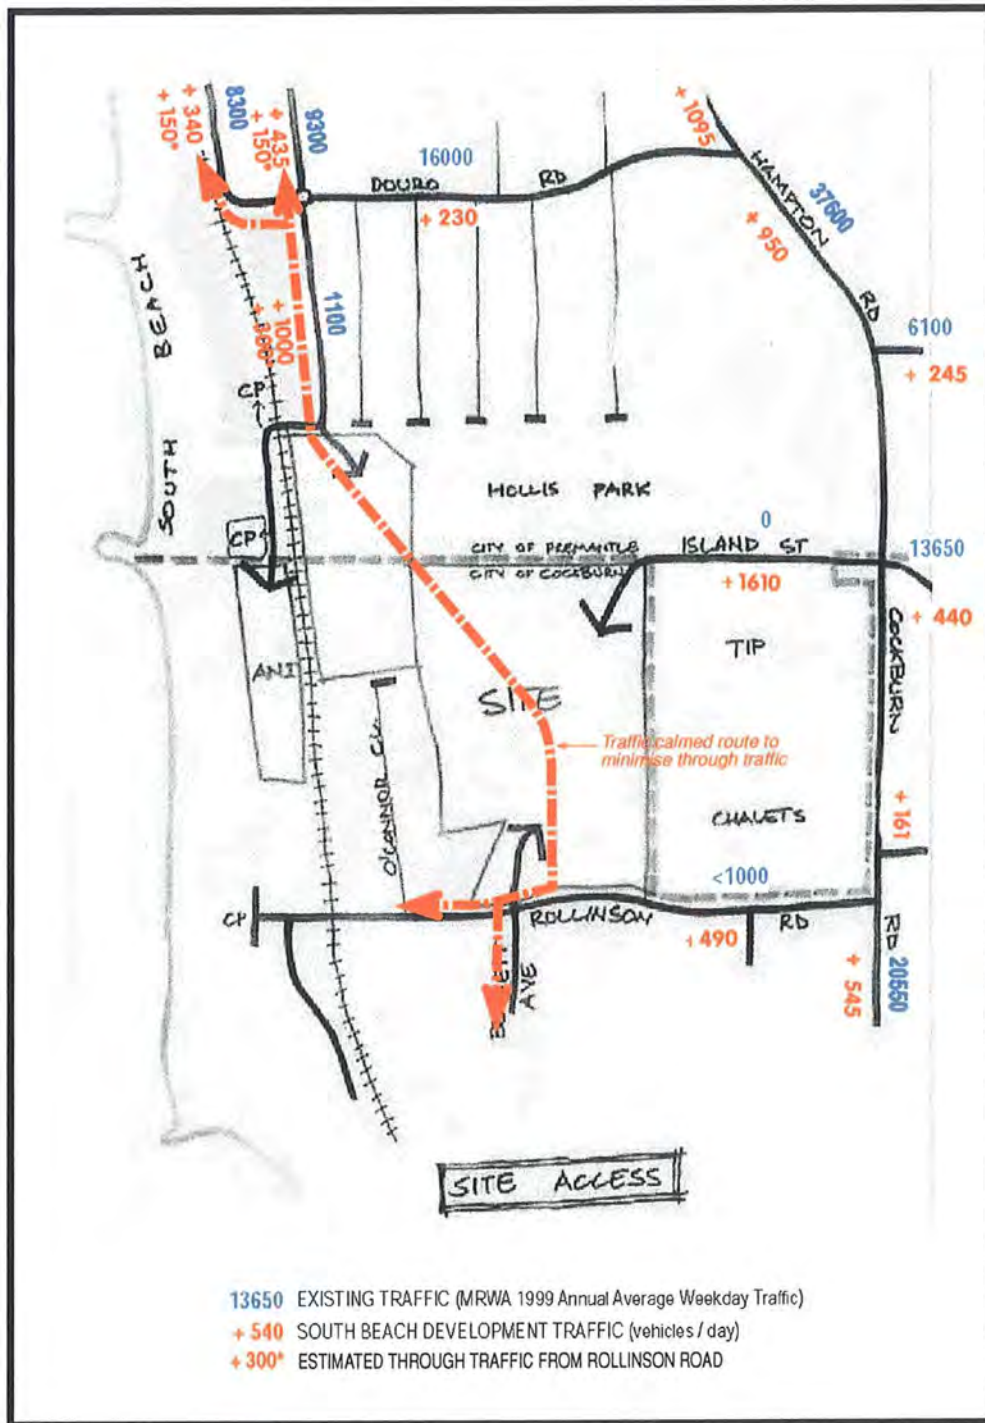 + 340
+ 150*
8300
+ 435
+ 150*
9300
16000
DOURO RD
+ 230
+ 1095
HAMPTON RD
37600
+ 950
6100
+ 245
SOUTH BEACH
+ 1000
1100
CP
HOLLIS PARK
0
CITY OF FREMANTLE
ISLAND ST
13650
CP
CITY OF COCKBURN
+ 1610
+ 440
TIP
ANI
SITE
COCKBURN RD
Traffic calmed route to
minimise through traffic
O'CONNOR CL
CHALETS
+ 161
<1000
CP
ROLLINSON RD
+ 490
AVE
20550
+ 545
SITE ACCESS
13650 EXISTING TRAFFIC (MRWA 1999 Annual Average Weekday Traffic)
+ 540 SOUTH BEACH DEVELOPMENT TRAFFIC (vehicles / day)
+ 300* ESTIMATED THROUGH TRAFFIC FROM ROLLINSON ROAD